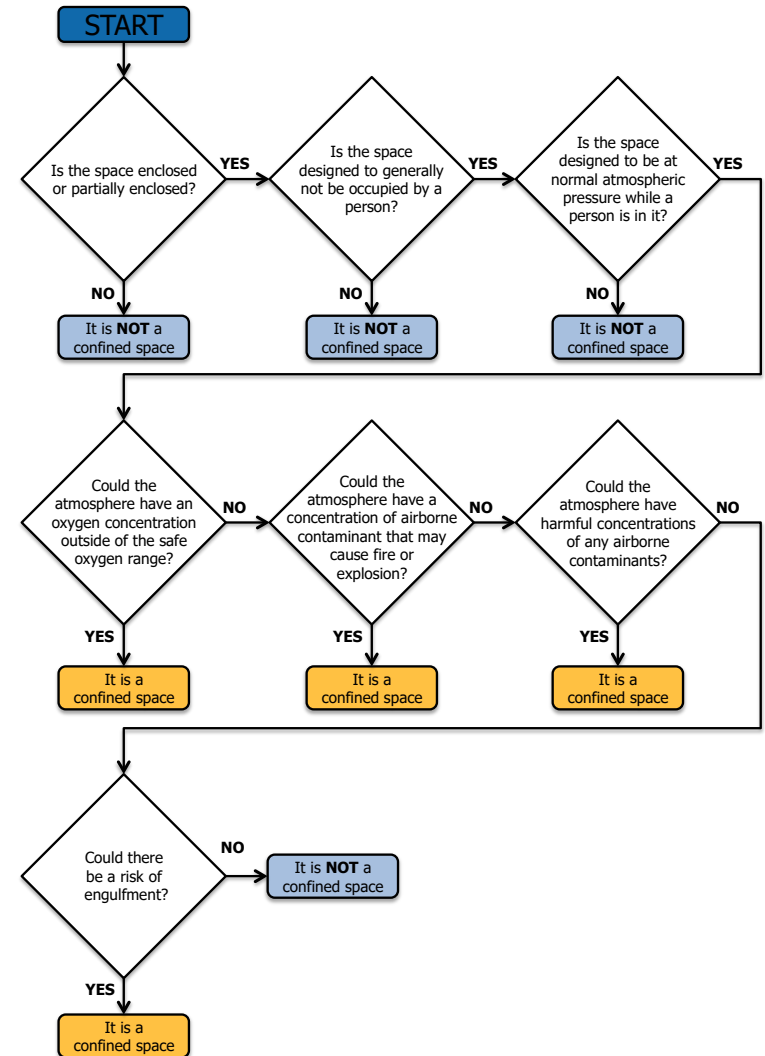 START
Is the space enclosed
or partially enclosed?
YES
NO
It is NOT a
confined space
Is the space
designed to generally
not be occupied by a
person?
YES
NO
It is NOT a
confined space
Is the space
designed to be at
normal atmospheric
pressure while a
person is in it?
YES
NO
It is NOT a
confined space
Could the
atmosphere have an
oxygen concentration
outside of the safe
oxygen range?
NO
YES
It is a
confined space
Could the
atmosphere have a
concentration of airborne
contaminant that may
cause fire or
explosion?
NO
YES
It is a
confined space
Could the
atmosphere have
harmful concentrations
of any airborne
contaminants?
NO
YES
It is a
confined space
Could there
be a risk of
engulfment?
NO
It is NOT a
confined space
YES
It is a
confined space